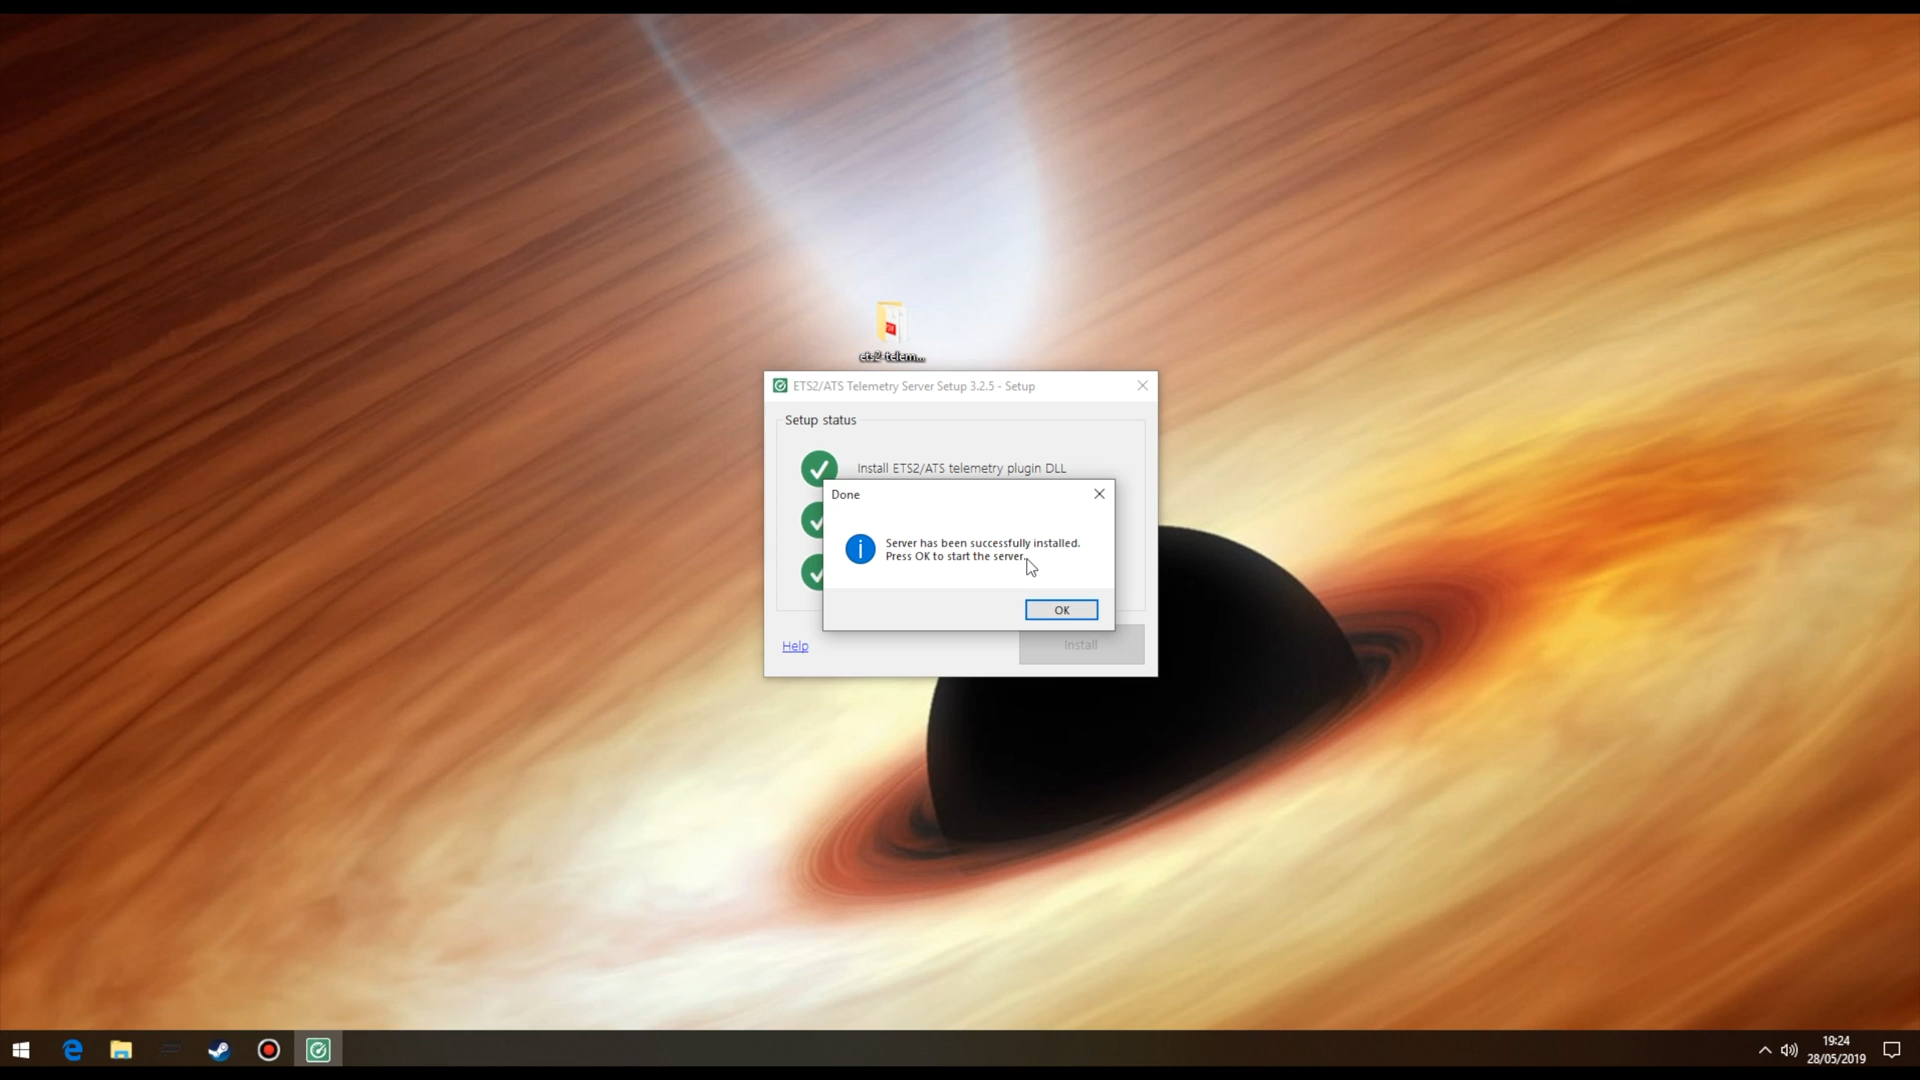 ets2-telem...
ETS2/ATS Telemetry Server Setup 3.2.5 - Setup
Setup status
Install ETS2/ATS telemetry plugin DLL
Done
Server has been successfully installed.
Press OK to start the server.
OK
Help
Install
19:24
28/05/2019